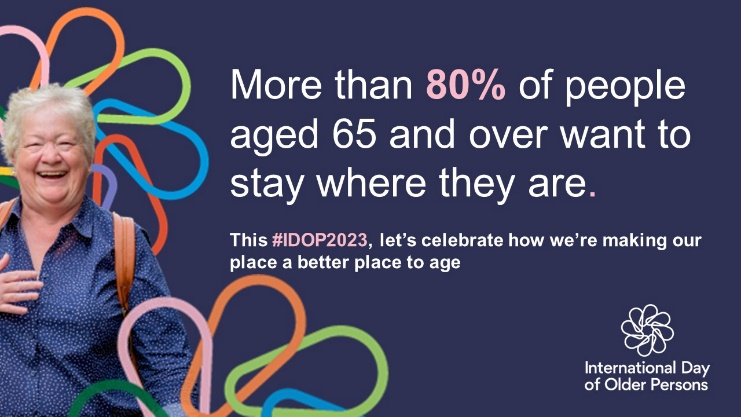 More than 80% of people
aged 65 and over want to
stay where they are.
This #IDOP2023, let’s celebrate how we’re making our
place a better place to age
International Day
of Older Persons